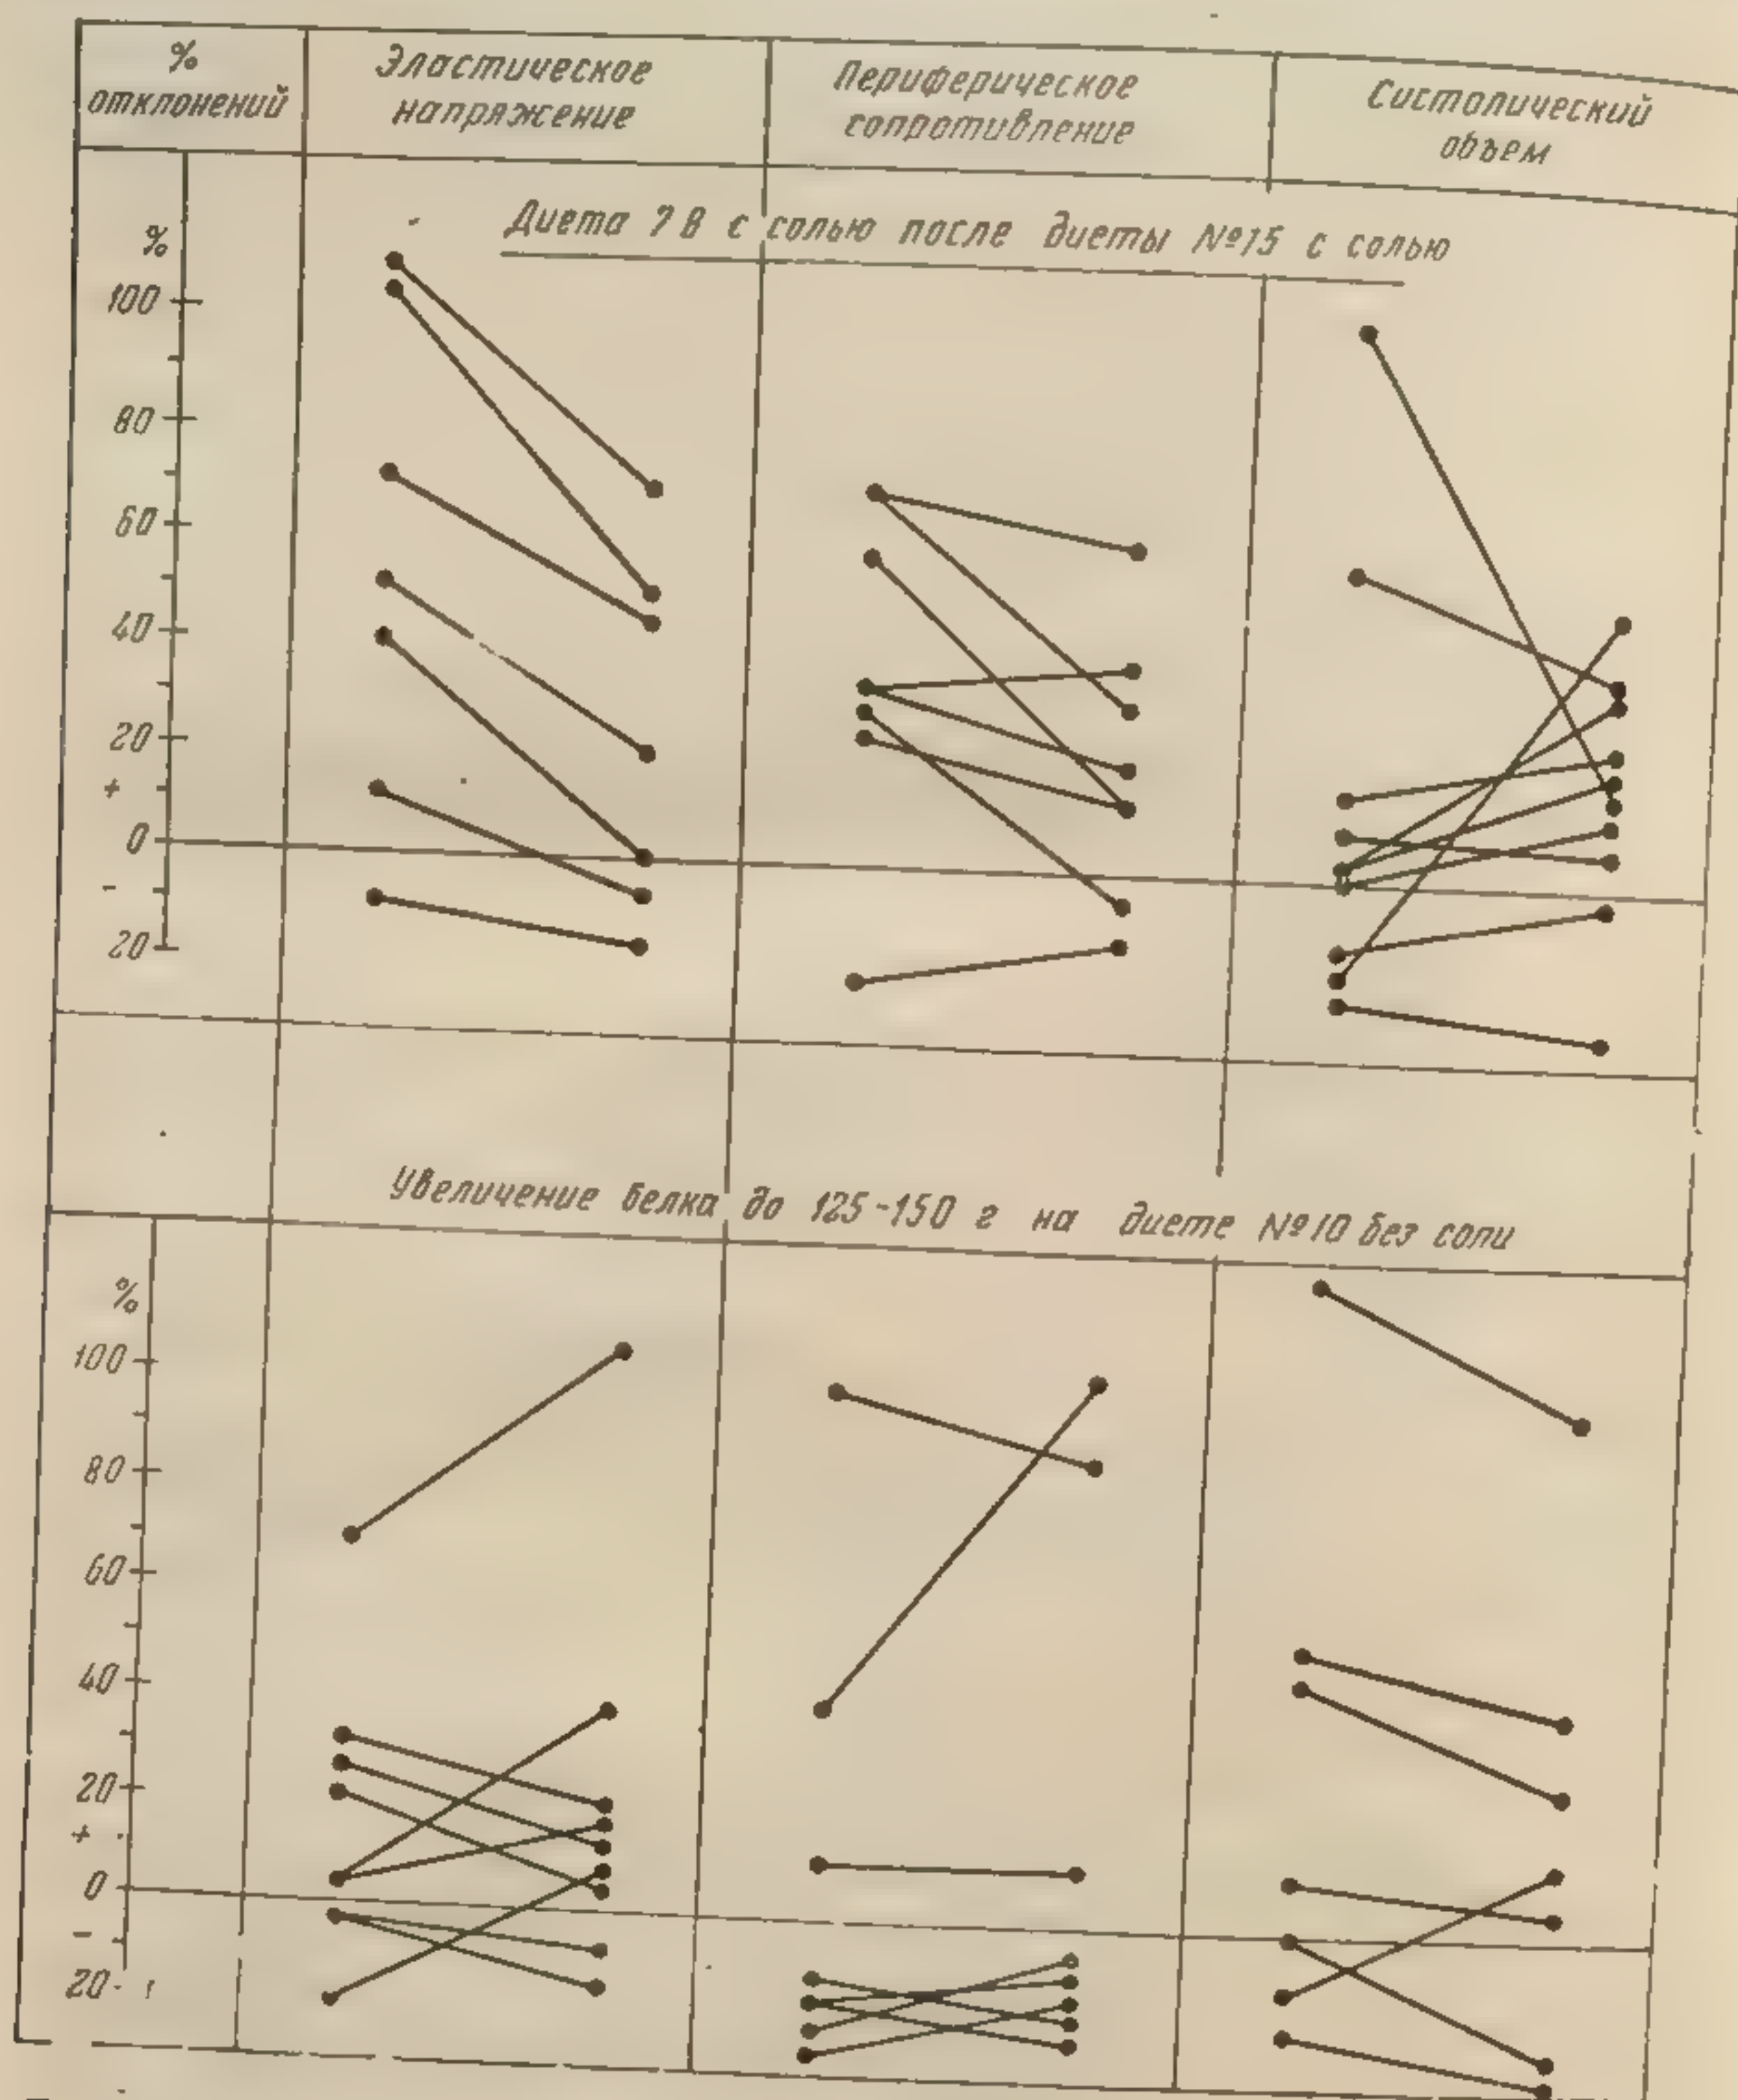 %
отклонений
Эластическое
напряжение
Периферическое
сопротивление
Систолический
объем
Диета 7В с солью после диеты №15 с солью
%
100
80
60
40
20
+
0
-
20
Увеличение белка до 125-150 г на диете №10 без соли
%
100
80
60
40
20
+
0
-
20